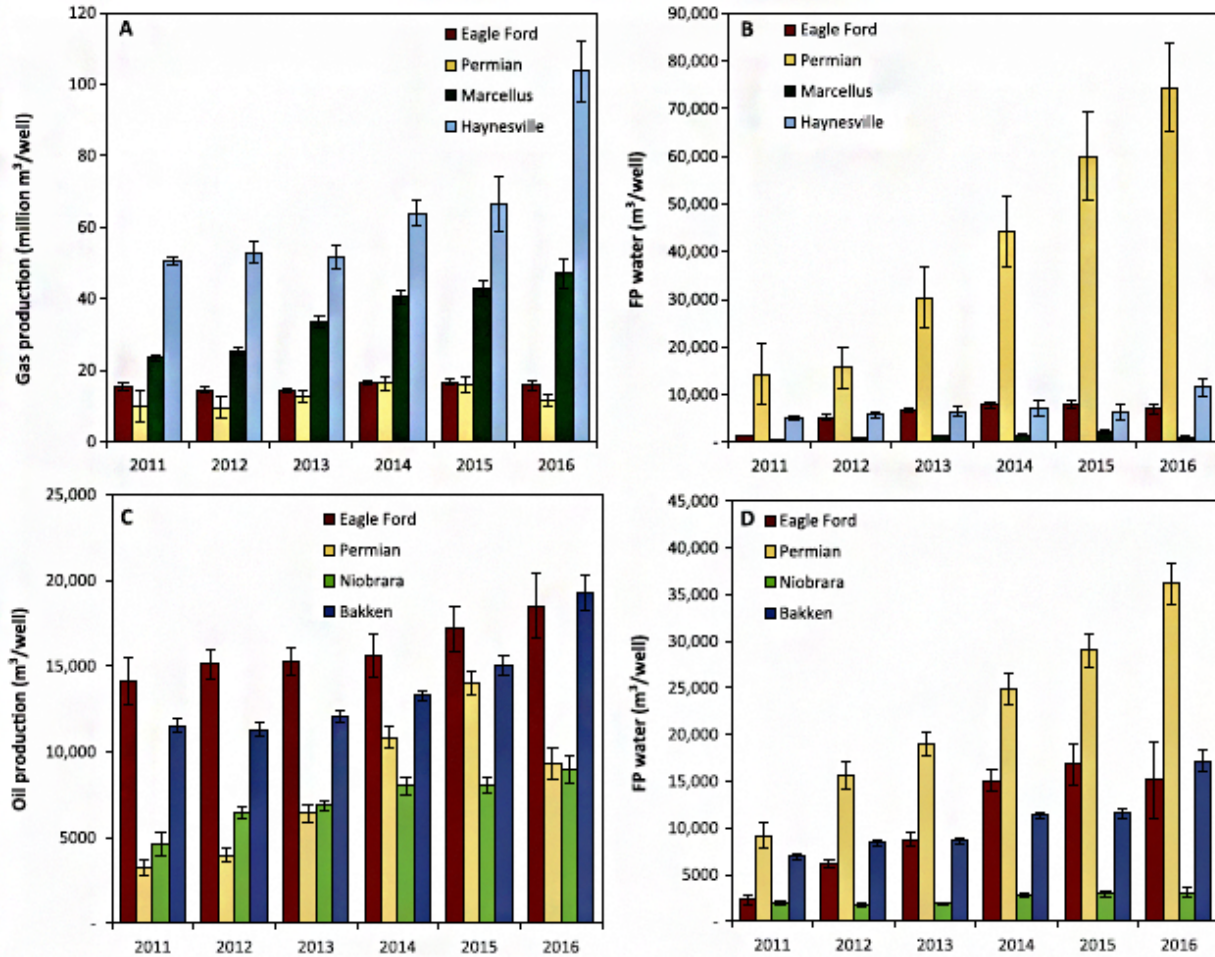 A
Eagle Ford
Permian
Marcellus
Haynesville
Gas production (million m³/well)
120
100
80
60
40
20
0
2011 2012 2013 2014 2015 2016
B
Eagle Ford
Permian
Marcellus
Haynesville
FP water (m³/well)
90,000
80,000
70,000
60,000
50,000
40,000
30,000
20,000
10,000
-
2011 2012 2013 2014 2015 2016
C
Eagle Ford
Permian
Niobrara
Bakken
Oil production (m³/well)
25,000
20,000
15,000
10,000
5000
-
2011 2012 2013 2014 2015 2016
D
Eagle Ford
Permian
Niobrara
Bakken
FP water (m³/well)
45,000
40,000
35,000
30,000
25,000
20,000
15,000
10,000
5000
-
2011 2012 2013 2014 2015 2016